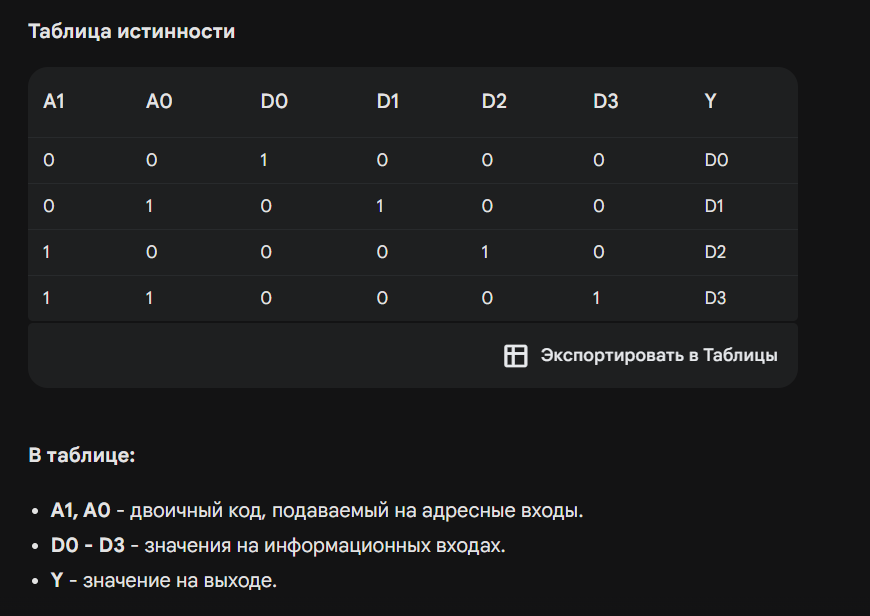 Таблица истинности
A1 A0 D0 D1 D2 D3 Y
0 0 1 0 0 0 D0
0 1 0 1 0 0 D1
1 0 0 0 1 0 D2
1 1 0 0 0 1 D3
Экспортировать в Таблицы
В таблице:
• A1, A0 - двоичный код, подаваемый на адресные входы.
• D0 - D3 - значения на информационных входах.
• Y - значение на выходе.